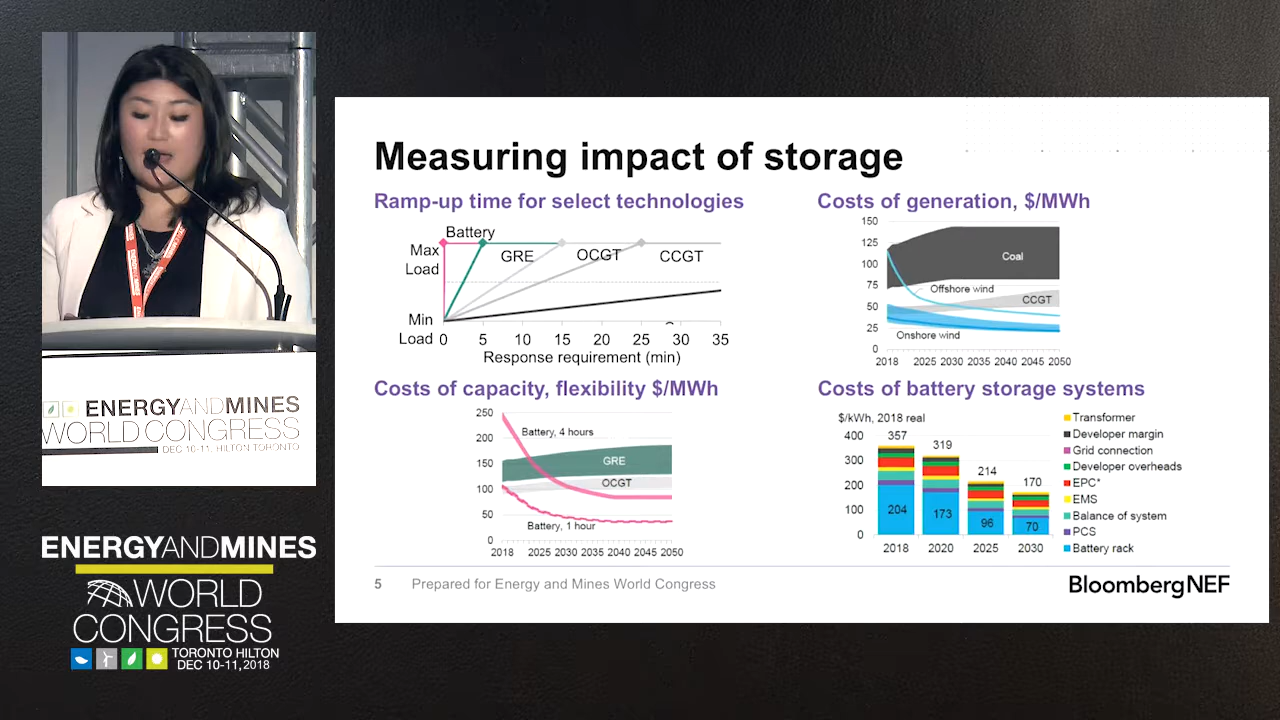 ENERGYANDMINES
WORLD CONGRESS
DEC 10-11, HILTON TORONTO
ENERGYANDMINES
WORLD
CONGRESS
TORONTO HILTON
DEC 10-11, 2018
Measuring impact of storage
Ramp-up time for select technologies
Battery
Max
Load
GRE
OCGT
CCGT
Min
Load
0 5 10 15 20 25 30 35
Response requirement (min)
Costs of generation, $/MWh
150
125
100
75
50
25
0
Coal
Offshore wind
CCGT
Onshore wind
2018 2025 2030 2035 2040 2045 2050
Costs of capacity, flexibility $/MWh
250
200
150
100
50
0
Battery, 4 hours
GRE
OCGT
Battery, 1 hour
2018 2025 2030 2035 2040 2045 2050
Costs of battery storage systems
$/kWh, 2018 real
400
300
200
100
0
357
319
214
170
204
173
96
70
2018 2020 2025 2030
Transformer
Developer margin
Grid connection
Developer overheads
EPC*
EMS
Balance of system
PCS
Battery rack
5 Prepared for Energy and Mines World Congress
BloombergNEF